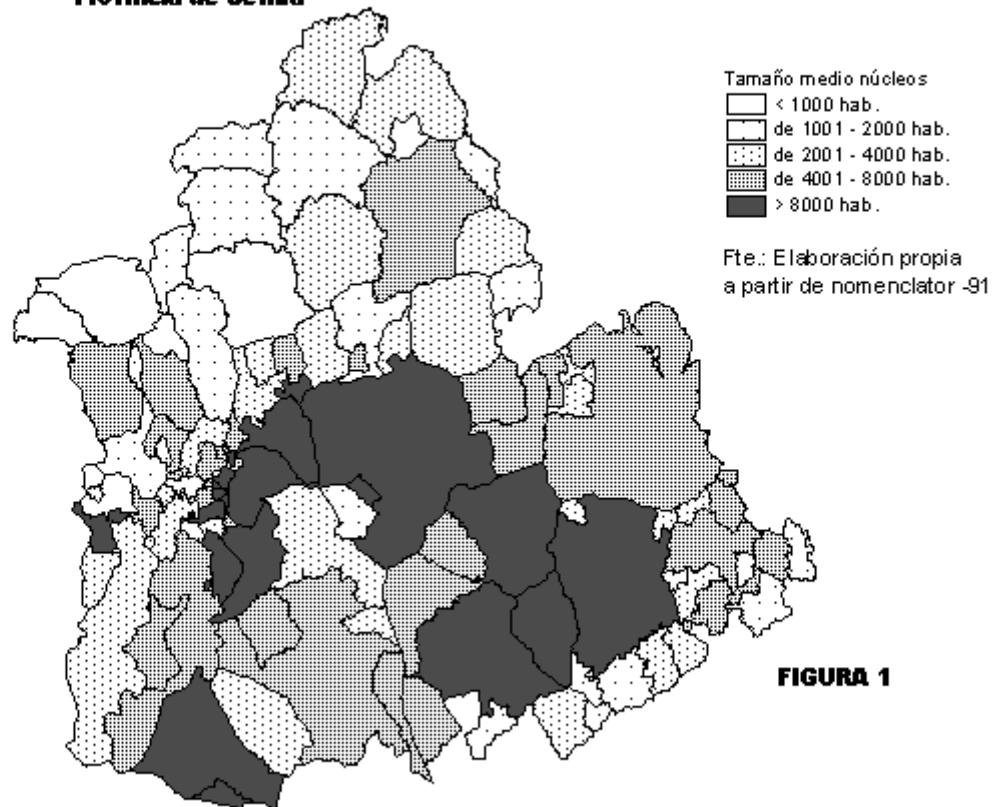 Tamaño medio núcleos
< 1000 hab.
de 1001 - 2000 hab.
de 2001 - 4000 hab.
de 4001 - 8000 hab.
> 8000 hab.
Fte.: Elaboración propia
a partir de nomenclator -91
FIGURA 1